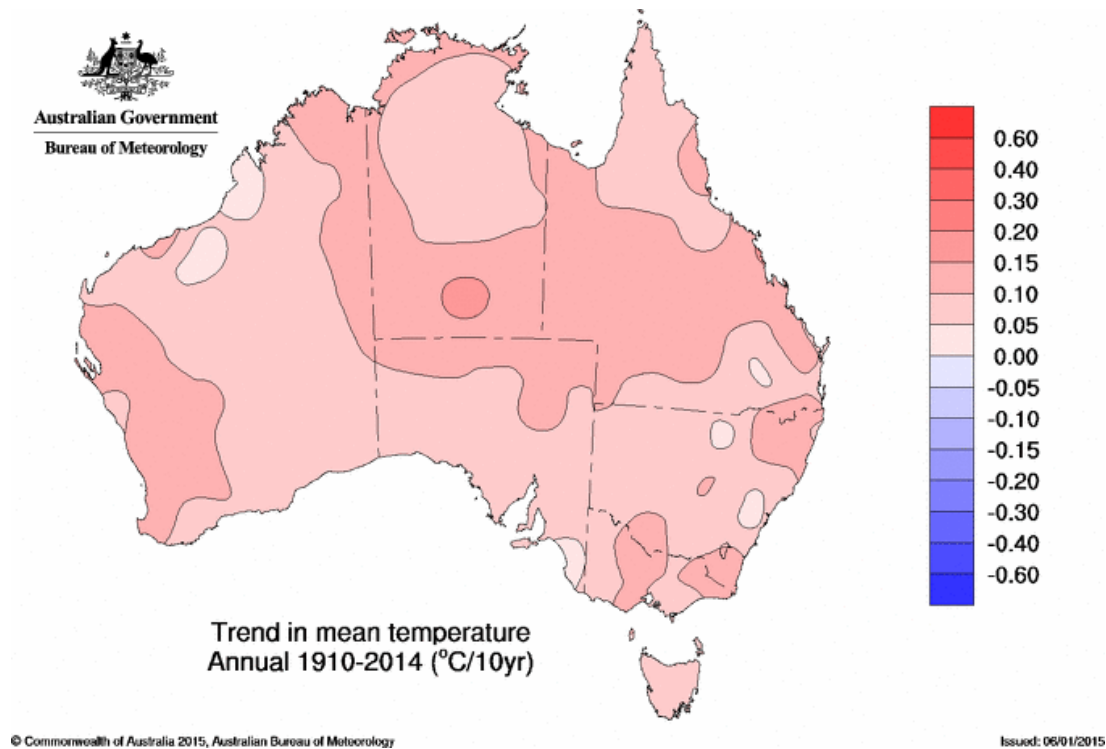 Australian Government
Bureau of Meteorology
0.60
0.40
0.30
0.20
0.15
0.10
0.05
0.00
-0.05
-0.10
-0.15
-0.20
-0.30
-0.40
-0.60
Trend in mean temperature
Annual 1910-2014 (°C/10yr)
© Commonwealth of Australia 2015, Australian Bureau of Meteorology
Issued: 06/01/2015